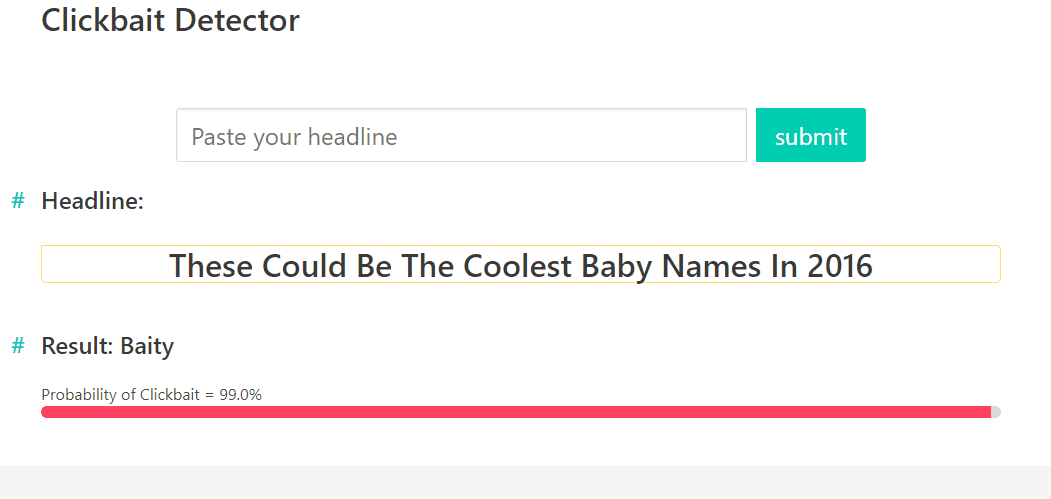 Clickbait Detector
Paste your headline submit
# Headline:
These Could Be The Coolest Baby Names In 2016
# Result: Baity
Probability of Clickbait = 99.0%